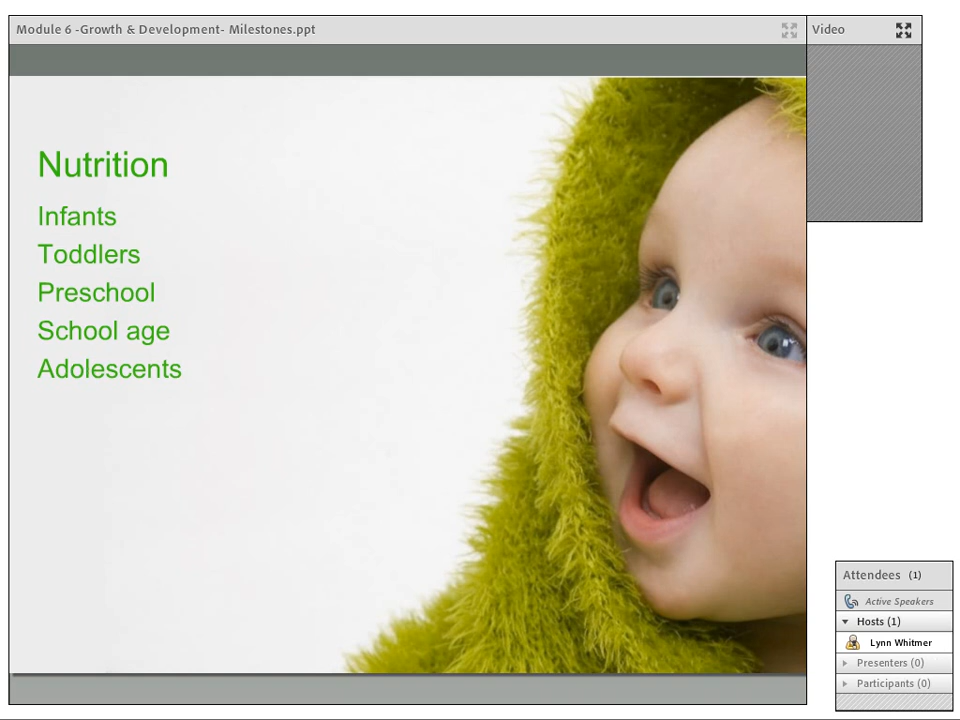 Module 6 -Growth & Development- Milestones.ppt
Video
Nutrition
Infants
Toddlers
Preschool
School age
Adolescents
Attendees (1)
Active Speakers
Hosts (1)
Lynn Whitmer
Presenters (0)
Participants (0)